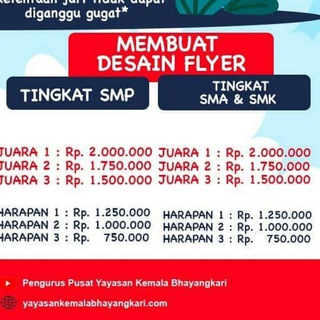 diganggu gugat*
MEMBUAT
DESAIN FLYER
TINGKAT SMP
TINGKAT
SMA & SMK
JUARA 1 : Rp. 2.000.000
JUARA 2 : Rp. 1.750.000
JUARA 3 : Rp. 1.500.000
JUARA 1 : Rp. 2.000.000
JUARA 2 : Rp. 1.750.000
JUARA 3 : Rp. 1.500.000
HARAPAN 1 : Rp. 1.250.000
HARAPAN 2 : Rp. 1.000.000
HARAPAN 3 : Rp. 750.000
HARAPAN 1 : Rp. 1.250.000
HARAPAN 2 : Rp. 1.000.000
HARAPAN 3 : Rp. 750.000
Pengurus Pusat Yayasan Kemala Bhayangkari
yayasankemalabhayangkari.com